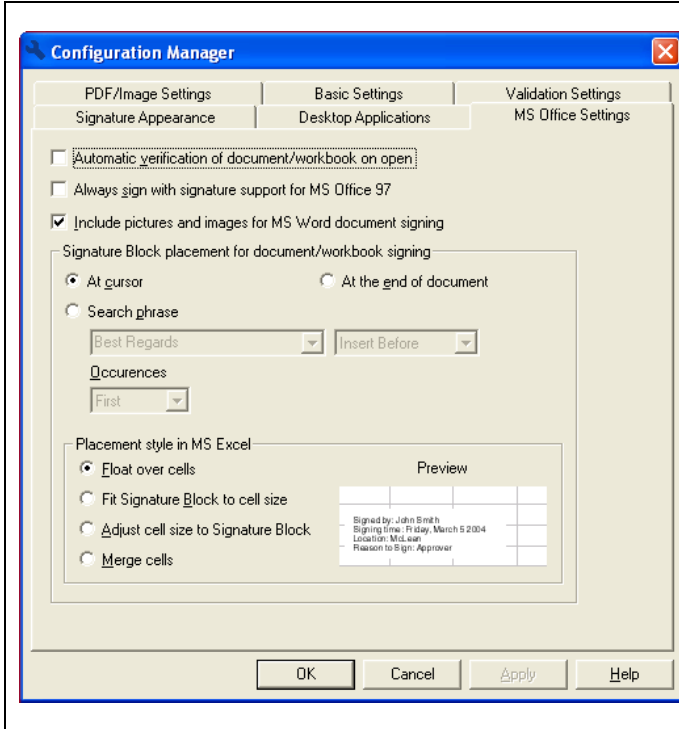 Configuration Manager
PDF/Image Settings Basic Settings Validation Settings
Signature Appearance Desktop Applications MS Office Settings
Automatic verification of document/workbook on open
Always sign with signature support for MS Office 97
Include pictures and images for MS Word document signing
Signature Block placement for document/workbook signing
At cursor At the end of document
Search phrase
Best Regards Insert Before
Occurences
First
Placement style in MS Excel
Float over cells Preview
Fit Signature Block to cell size
Adjust cell size to Signature Block
Merge cells
Signed by: John Smith
Signing time: Friday, March 5 2004
Location: McLean
Reason to Sign: Approver
OK Cancel Apply Help